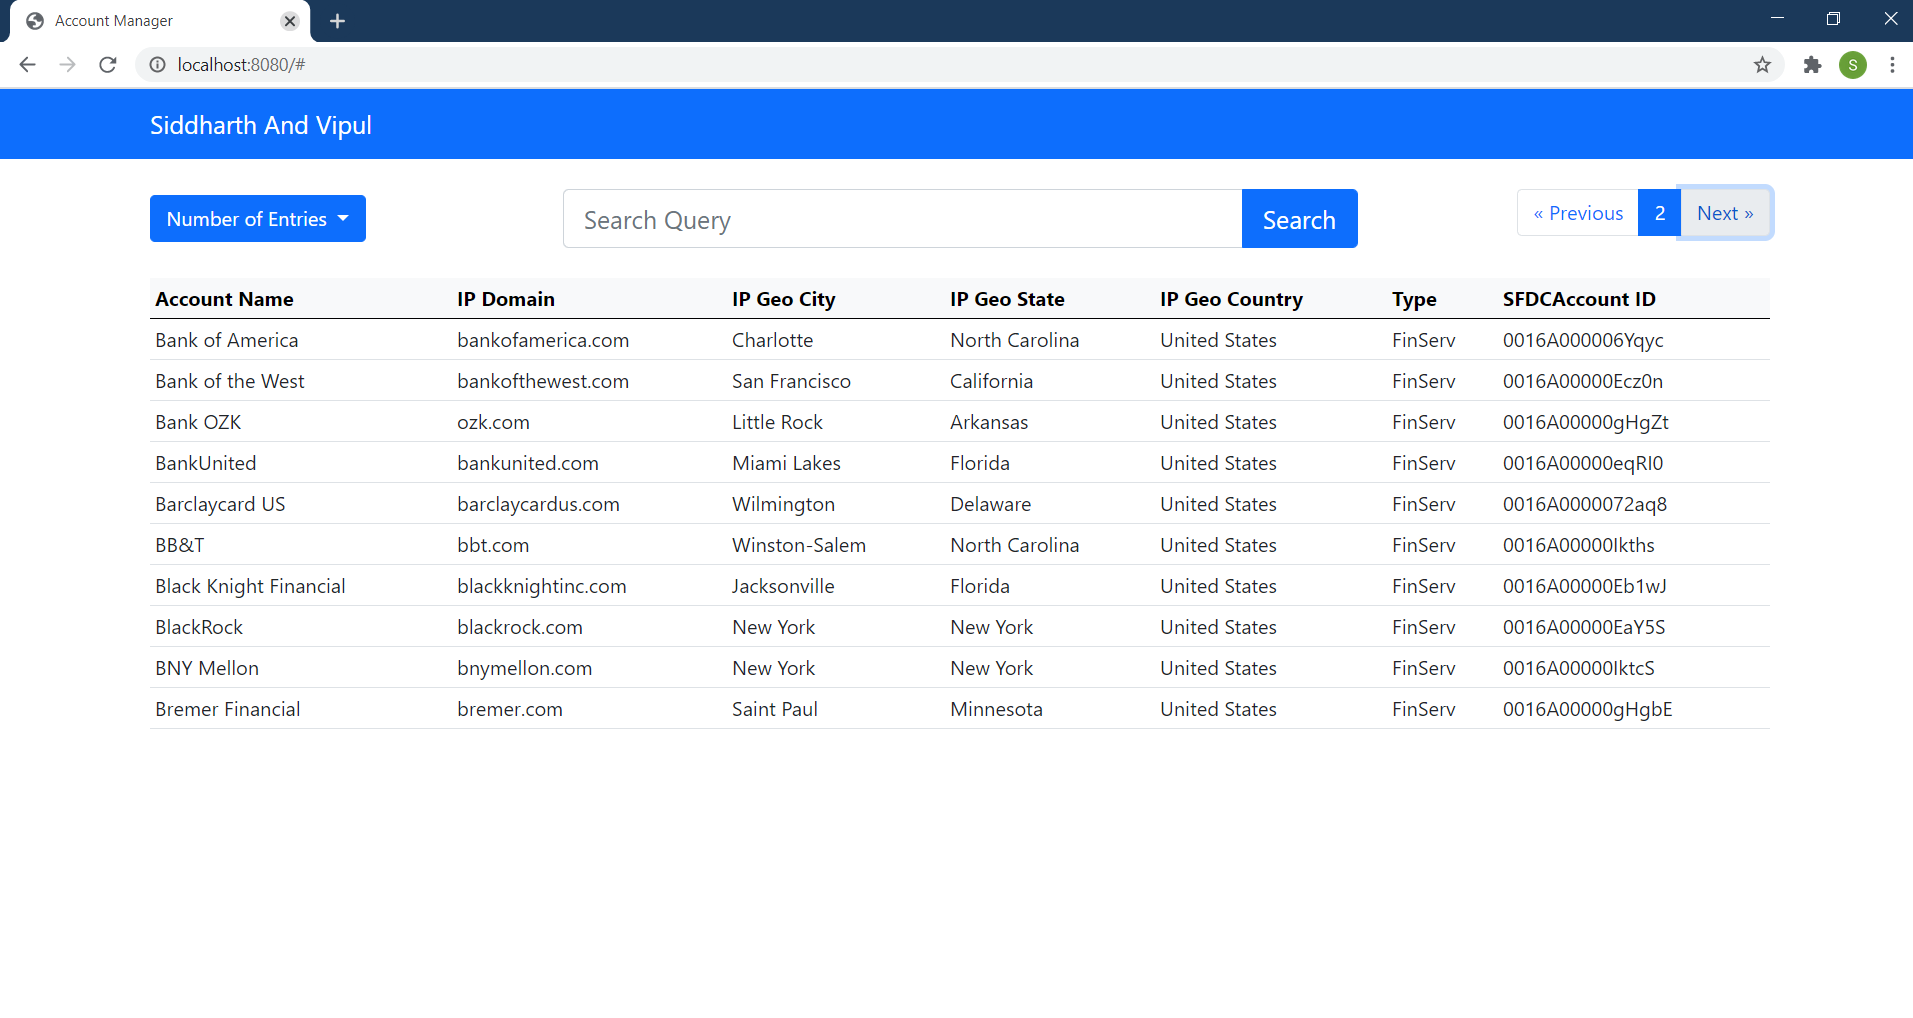 Account Manager
localhost:8080/#
S
Siddharth And Vipul
Number of Entries
Search Query
Search
« Previous 2 Next »
Account Name IP Domain IP Geo City IP Geo State IP Geo Country Type SFDCAccount ID
Bank of America bankofamerica.com Charlotte North Carolina United States FinServ 0016A000006Yqyc
Bank of the West bankofthewest.com San Francisco California United States FinServ 0016A00000Ecz0n
Bank OZK ozk.com Little Rock Arkansas United States FinServ 0016A00000gHgZt
BankUnited bankunited.com Miami Lakes Florida United States FinServ 0016A00000eqRI0
Barclaycard US barclaycardus.com Wilmington Delaware United States FinServ 0016A0000072aq8
BB&T bbt.com Winston-Salem North Carolina United States FinServ 0016A00000Ikths
Black Knight Financial blackknightinc.com Jacksonville Florida United States FinServ 0016A00000Eb1wJ
BlackRock blackrock.com New York New York United States FinServ 0016A00000EaY5S
BNY Mellon bnymellon.com New York New York United States FinServ 0016A00000IktcS
Bremer Financial bremer.com Saint Paul Minnesota United States FinServ 0016A00000gHgbE